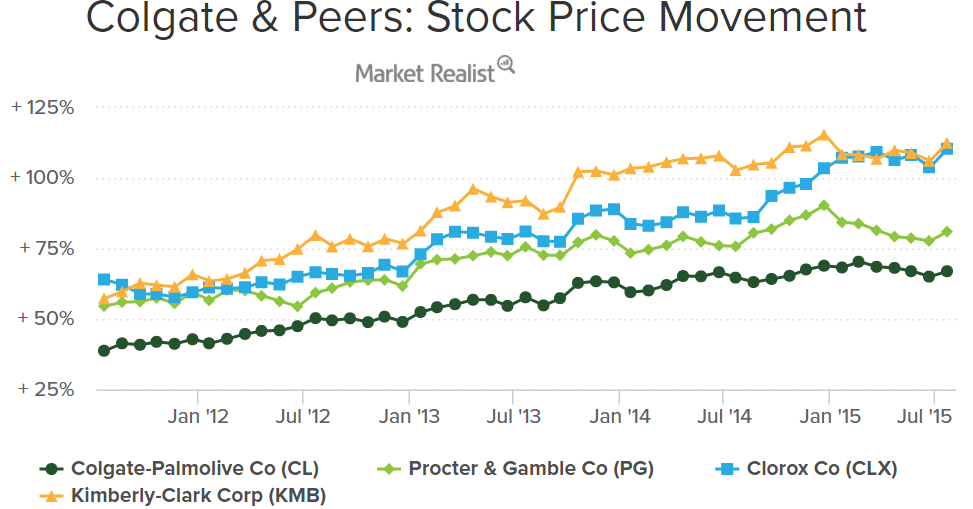 Colgate & Peers: Stock Price Movement
Market Realist
+ 125%
+ 100%
+ 75%
+ 50%
+ 25%
Jan '12 Jul '12 Jan '13 Jul '13 Jan '14 Jul '14 Jan '15 Jul '15
Colgate-Palmolive Co (CL) Procter & Gamble Co (PG) Clorox Co (CLX)
Kimberly-Clark Corp (KMB)